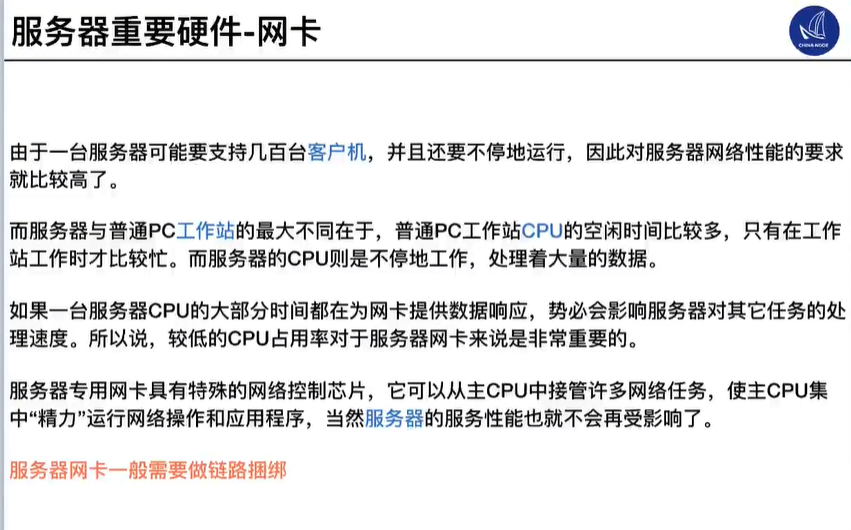 服务器重要硬件-网卡
CHINA-NODE
由于一台服务器可能要支持几百台客户机，并且还要不停地运行，因此对服务器网络性能的要求
就比较高了。
而服务器与普通PC工作站的最大不同在于，普通PC工作站CPU的空闲时间比较多，只有在工作
站工作时才比较忙。而服务器的CPU则是不停地工作，处理着大量的数据。
如果一台服务器CPU的大部分时间都在为网卡提供数据响应，势必会影响服务器对其它任务的处
理速度。所以说，较低的CPU占用率对于服务器网卡来说是非常重要的。
服务器专用网卡具有特殊的网络控制芯片，它可以从主CPU中接管许多网络任务，使主CPU集
中“精力”运行网络操作和应用程序，当然服务器的服务性能也就不会再受影响了。
服务器网卡一般需要做链路捆绑